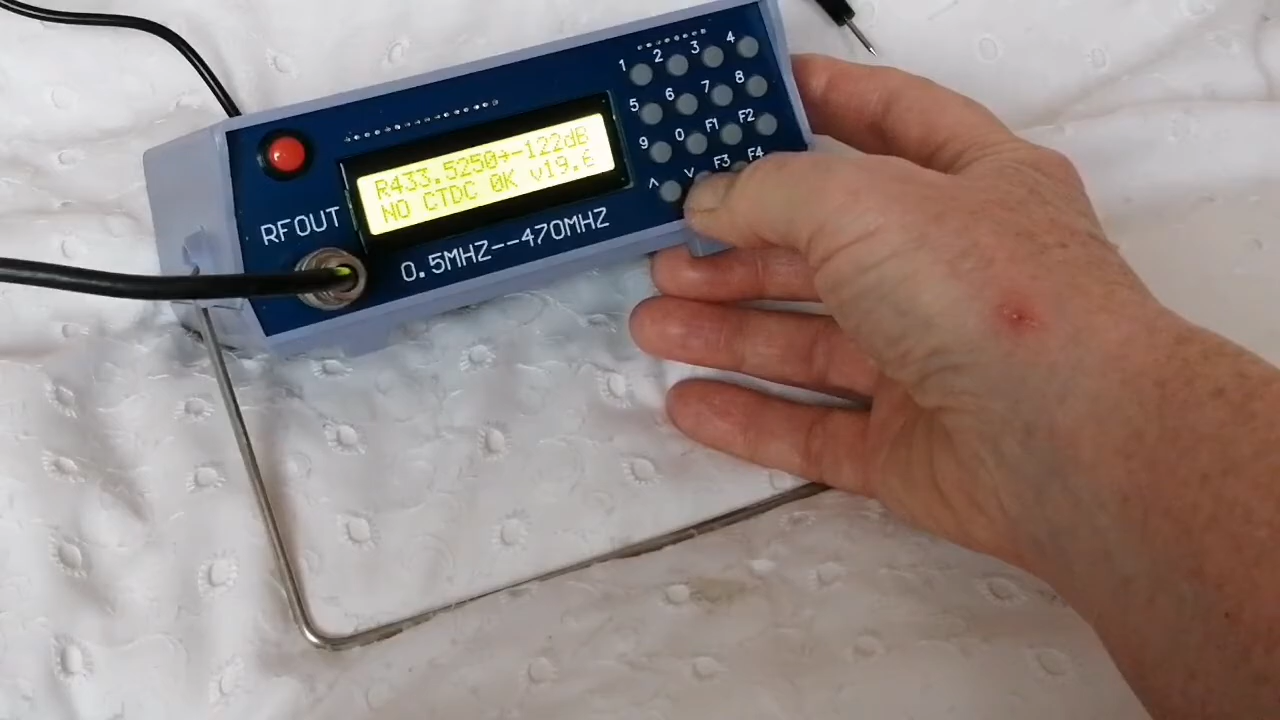 R433.5250+-122dB
NO CTDC 0K v19.6
RFOUT
0.5MHZ--470MHZ
1 2 3 4
5 6 7 8
9 0 F1 F2
F3 F4